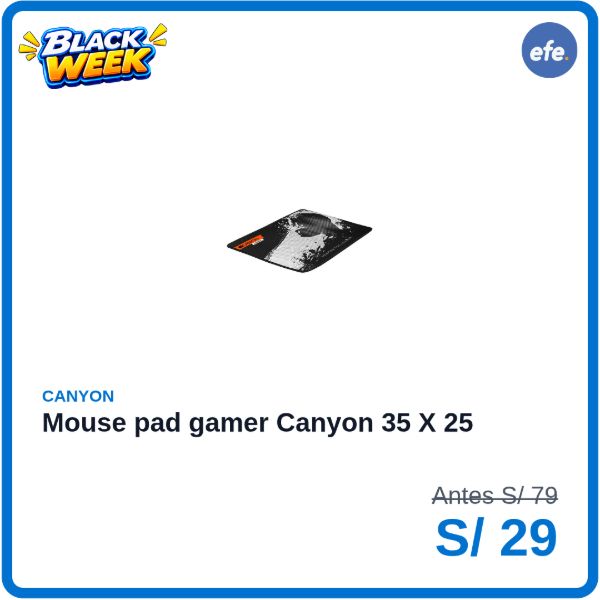 BLACK
WEEK
efe.
CANYON
Mouse pad gamer Canyon 35 X 25
Antes S/ 79
S/ 29